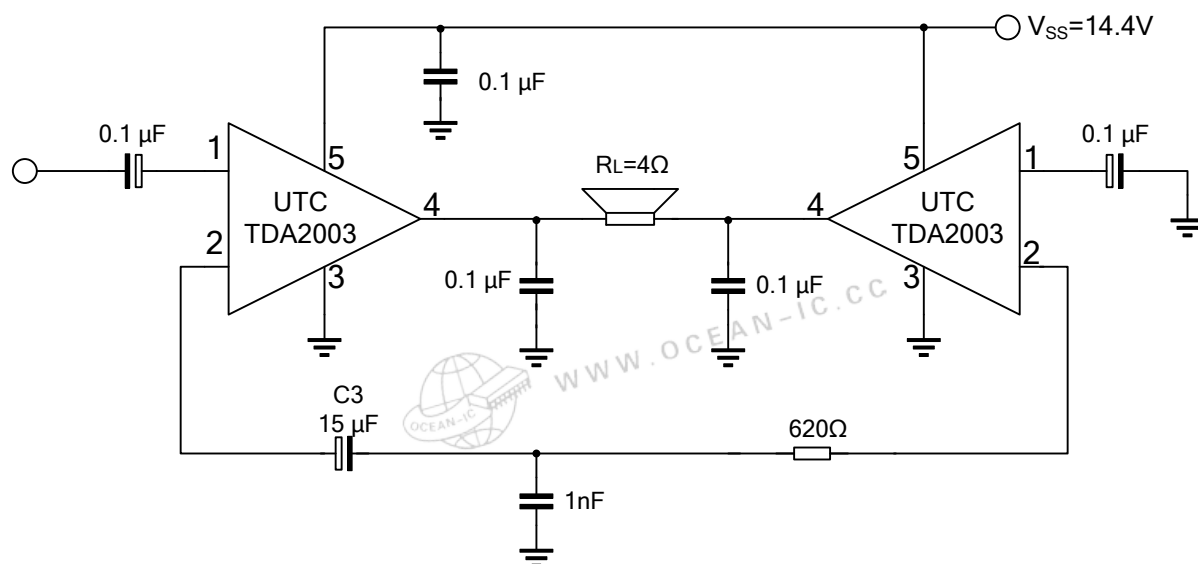 VSS=14.4V
0.1 µF
0.1 µF
1
5
UTC
TDA2003
4
2
3
RL=4Ω
5
1
0.1 µF
UTC
TDA2003
4
2
3
0.1 µF
0.1 µF
WWW.OCEAN-IC.CC
OCEAN-IC
C3
15 µF
620Ω
1nF